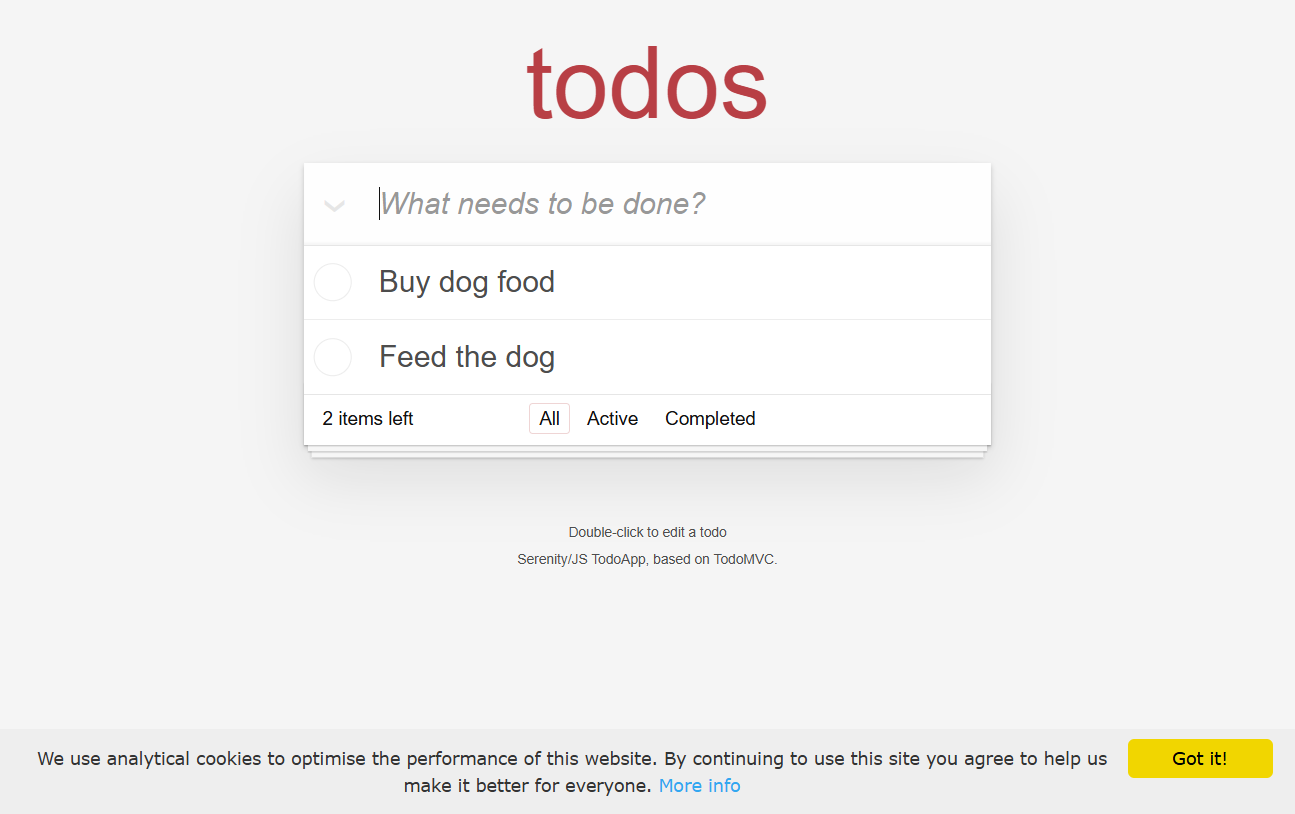 todos
What needs to be done?
Buy dog food
Feed the dog
2 items left All Active Completed
Double-click to edit a todo
Serenity/JS TodoApp, based on TodoMVC.
We use analytical cookies to optimise the performance of this website. By continuing to use this site you agree to help us
make it better for everyone. More info
Got it!